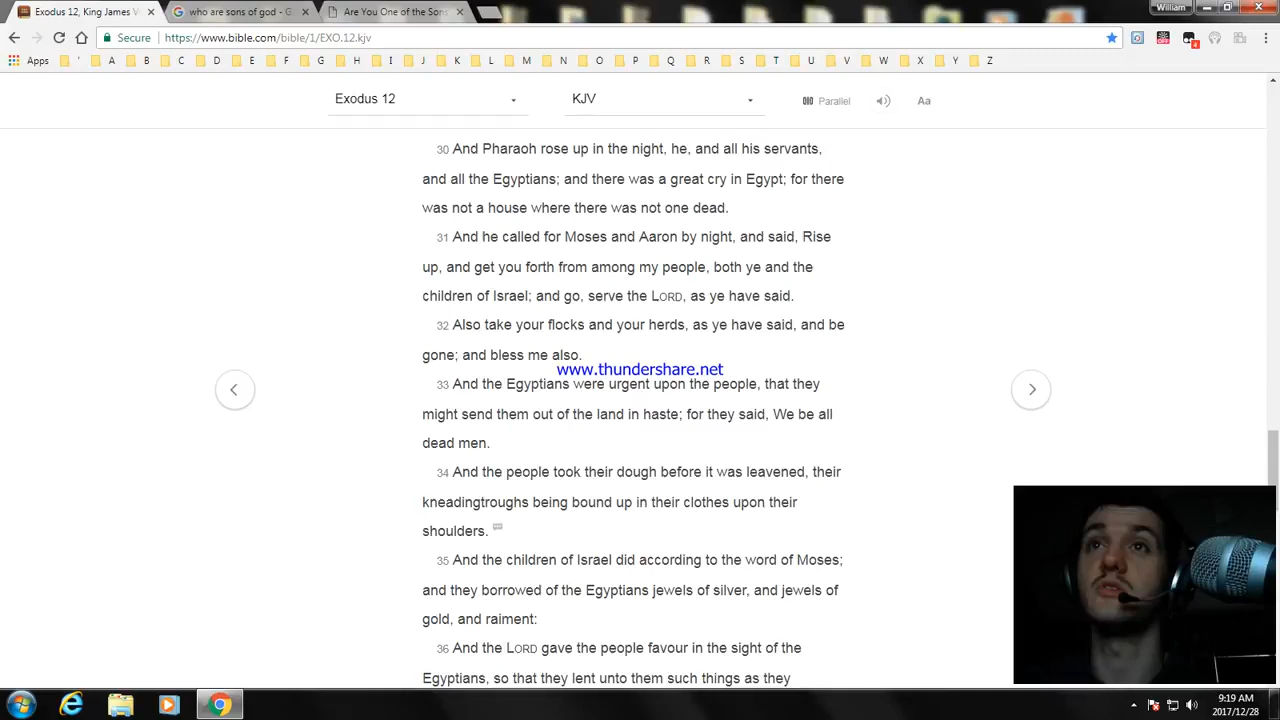 Exodus 12, King James V
who are sons of god - G
Are You One of the Sons
William
Secure
https://www.bible.com/bible/1/EXO.12.kjv
4
Apps ' A B C D E F G H I J K L M N O P Q R S T U V W X Y Z
Exodus 12
KJV
Parallel
Aa
30 And Pharaoh rose up in the night, he, and all his servants,
and all the Egyptians; and there was a great cry in Egypt; for there
was not a house where there was not one dead.
31 And he called for Moses and Aaron by night, and said, Rise
up, and get you forth from among my people, both ye and the
children of Israel; and go, serve the LORD, as ye have said.
32 Also take your flocks and your herds, as ye have said, and be
gone; and bless me also.
www.thundershare.net
33 And the Egyptians were urgent upon the people, that they
might send them out of the land in haste; for they said, We be all
dead men.
34 And the people took their dough before it was leavened, their
kneadingtroughs being bound up in their clothes upon their
shoulders.
35 And the children of Israel did according to the word of Moses;
and they borrowed of the Egyptians jewels of silver, and jewels of
gold, and raiment:
36 And the LORD gave the people favour in the sight of the
Egyptians, so that they lent unto them such things as they
9:19 AM
2017/12/28